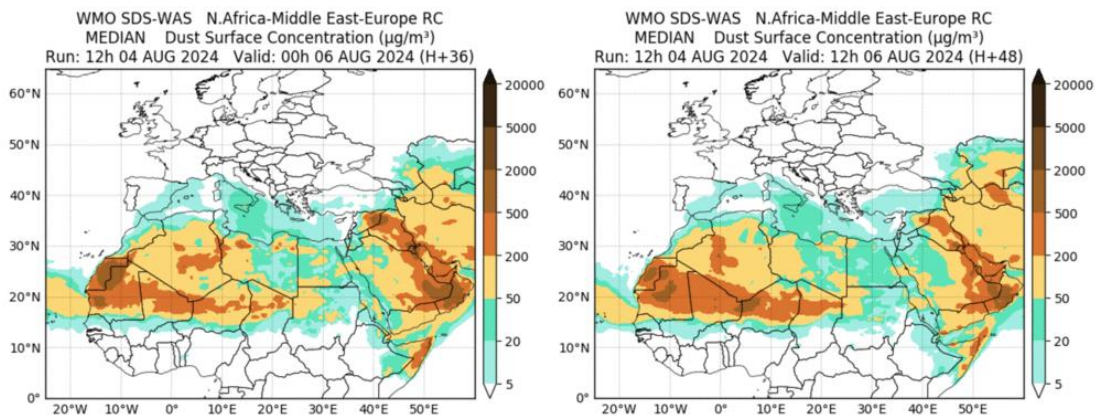 WMO SDS-WAS N.Africa-Middle East-Europe RC
MEDIAN Dust Surface Concentration (µg/m³)
Run: 12h 04 AUG 2024 Valid: 00h 06 AUG 2024 (H+36)
60°N
50°N
40°N
30°N
20°N
10°N
0°
20°W
10°W
0°
10°E
20°E
30°E
40°E
50°E
20000
5000
2000
500
200
50
20
5
WMO SDS-WAS N.Africa-Middle East-Europe RC
MEDIAN Dust Surface Concentration (µg/m³)
Run: 12h 04 AUG 2024 Valid: 12h 06 AUG 2024 (H+48)
60°N
50°N
40°N
30°N
20°N
10°N
0°
20°W
10°W
0°
10°E
20°E
30°E
40°E
50°E
20000
5000
2000
500
200
50
20
5